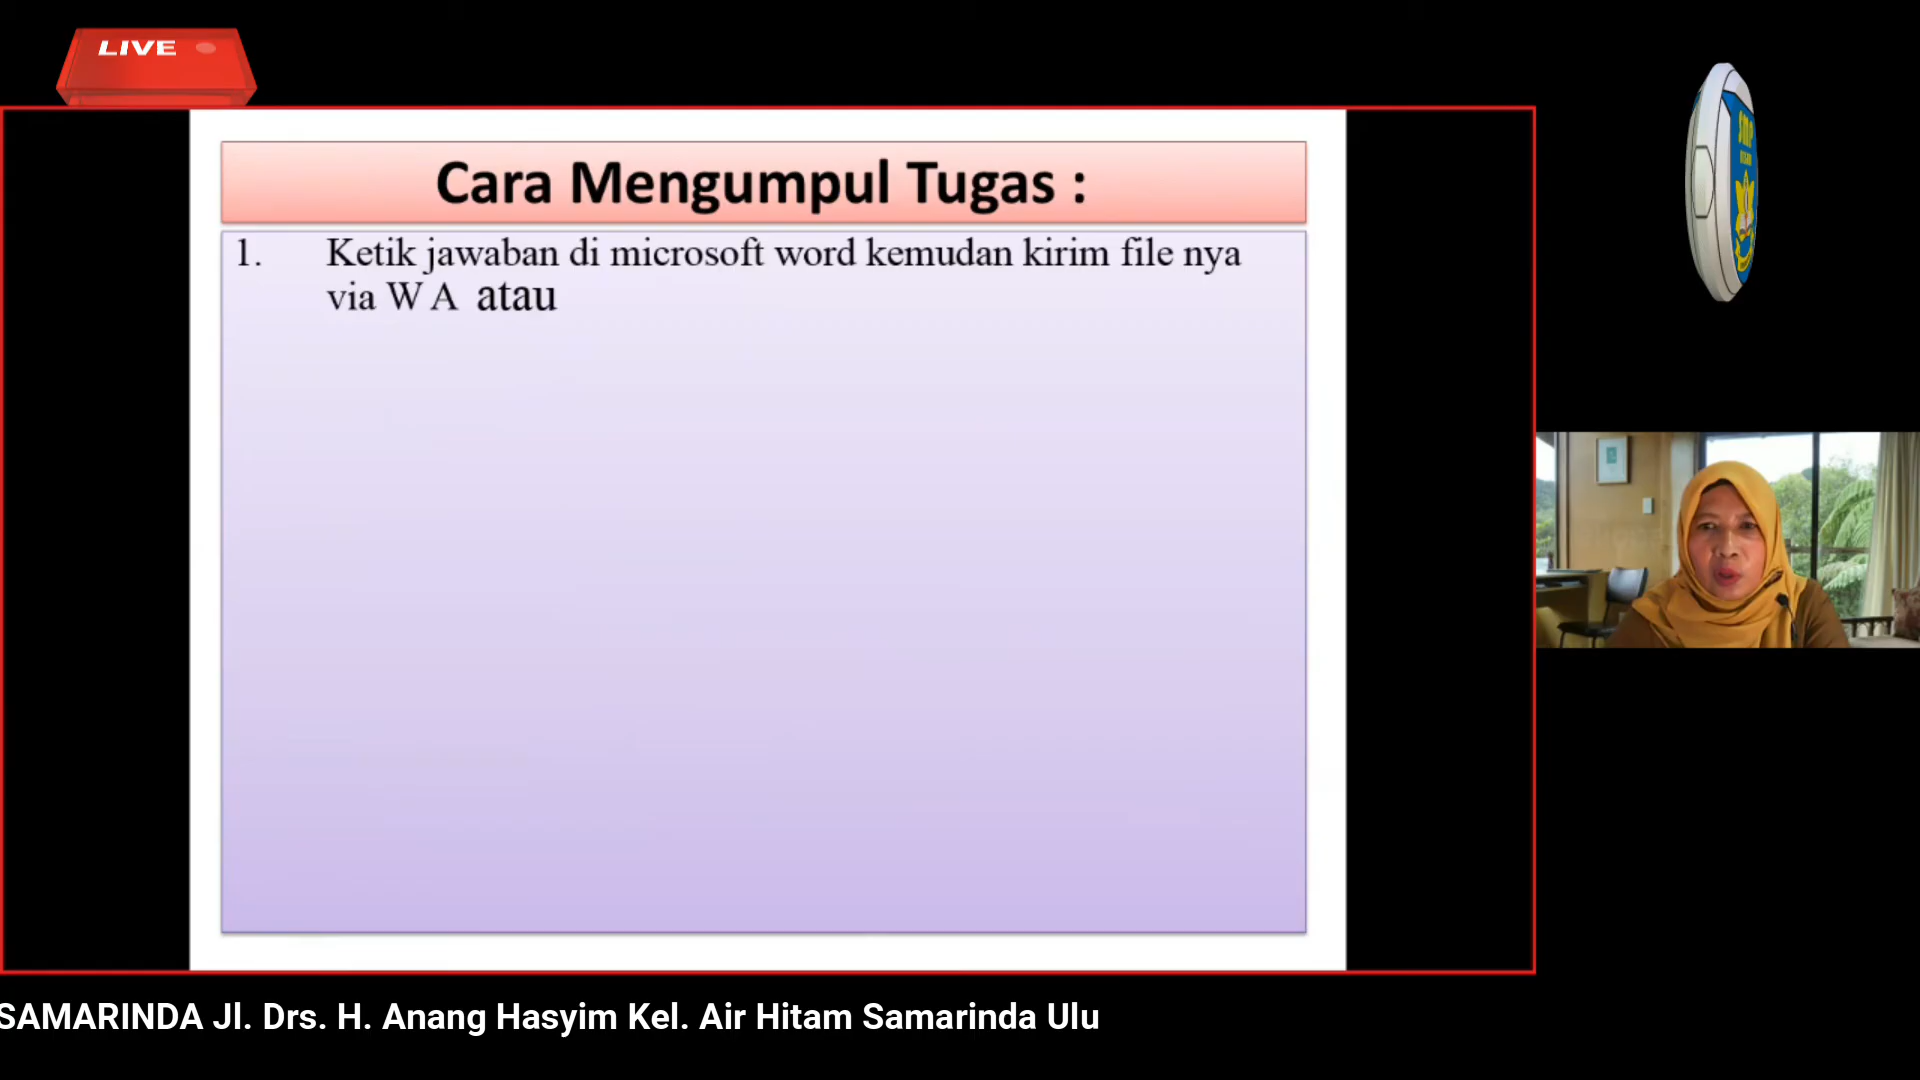 LIVE
Cara Mengumpul Tugas :
1. Ketik jawaban di microsoft word kemudan kirim file nya
via W A atau
SMP
SAMARINDA Jl. Drs. H. Anang Hasyim Kel. Air Hitam Samarinda Ulu